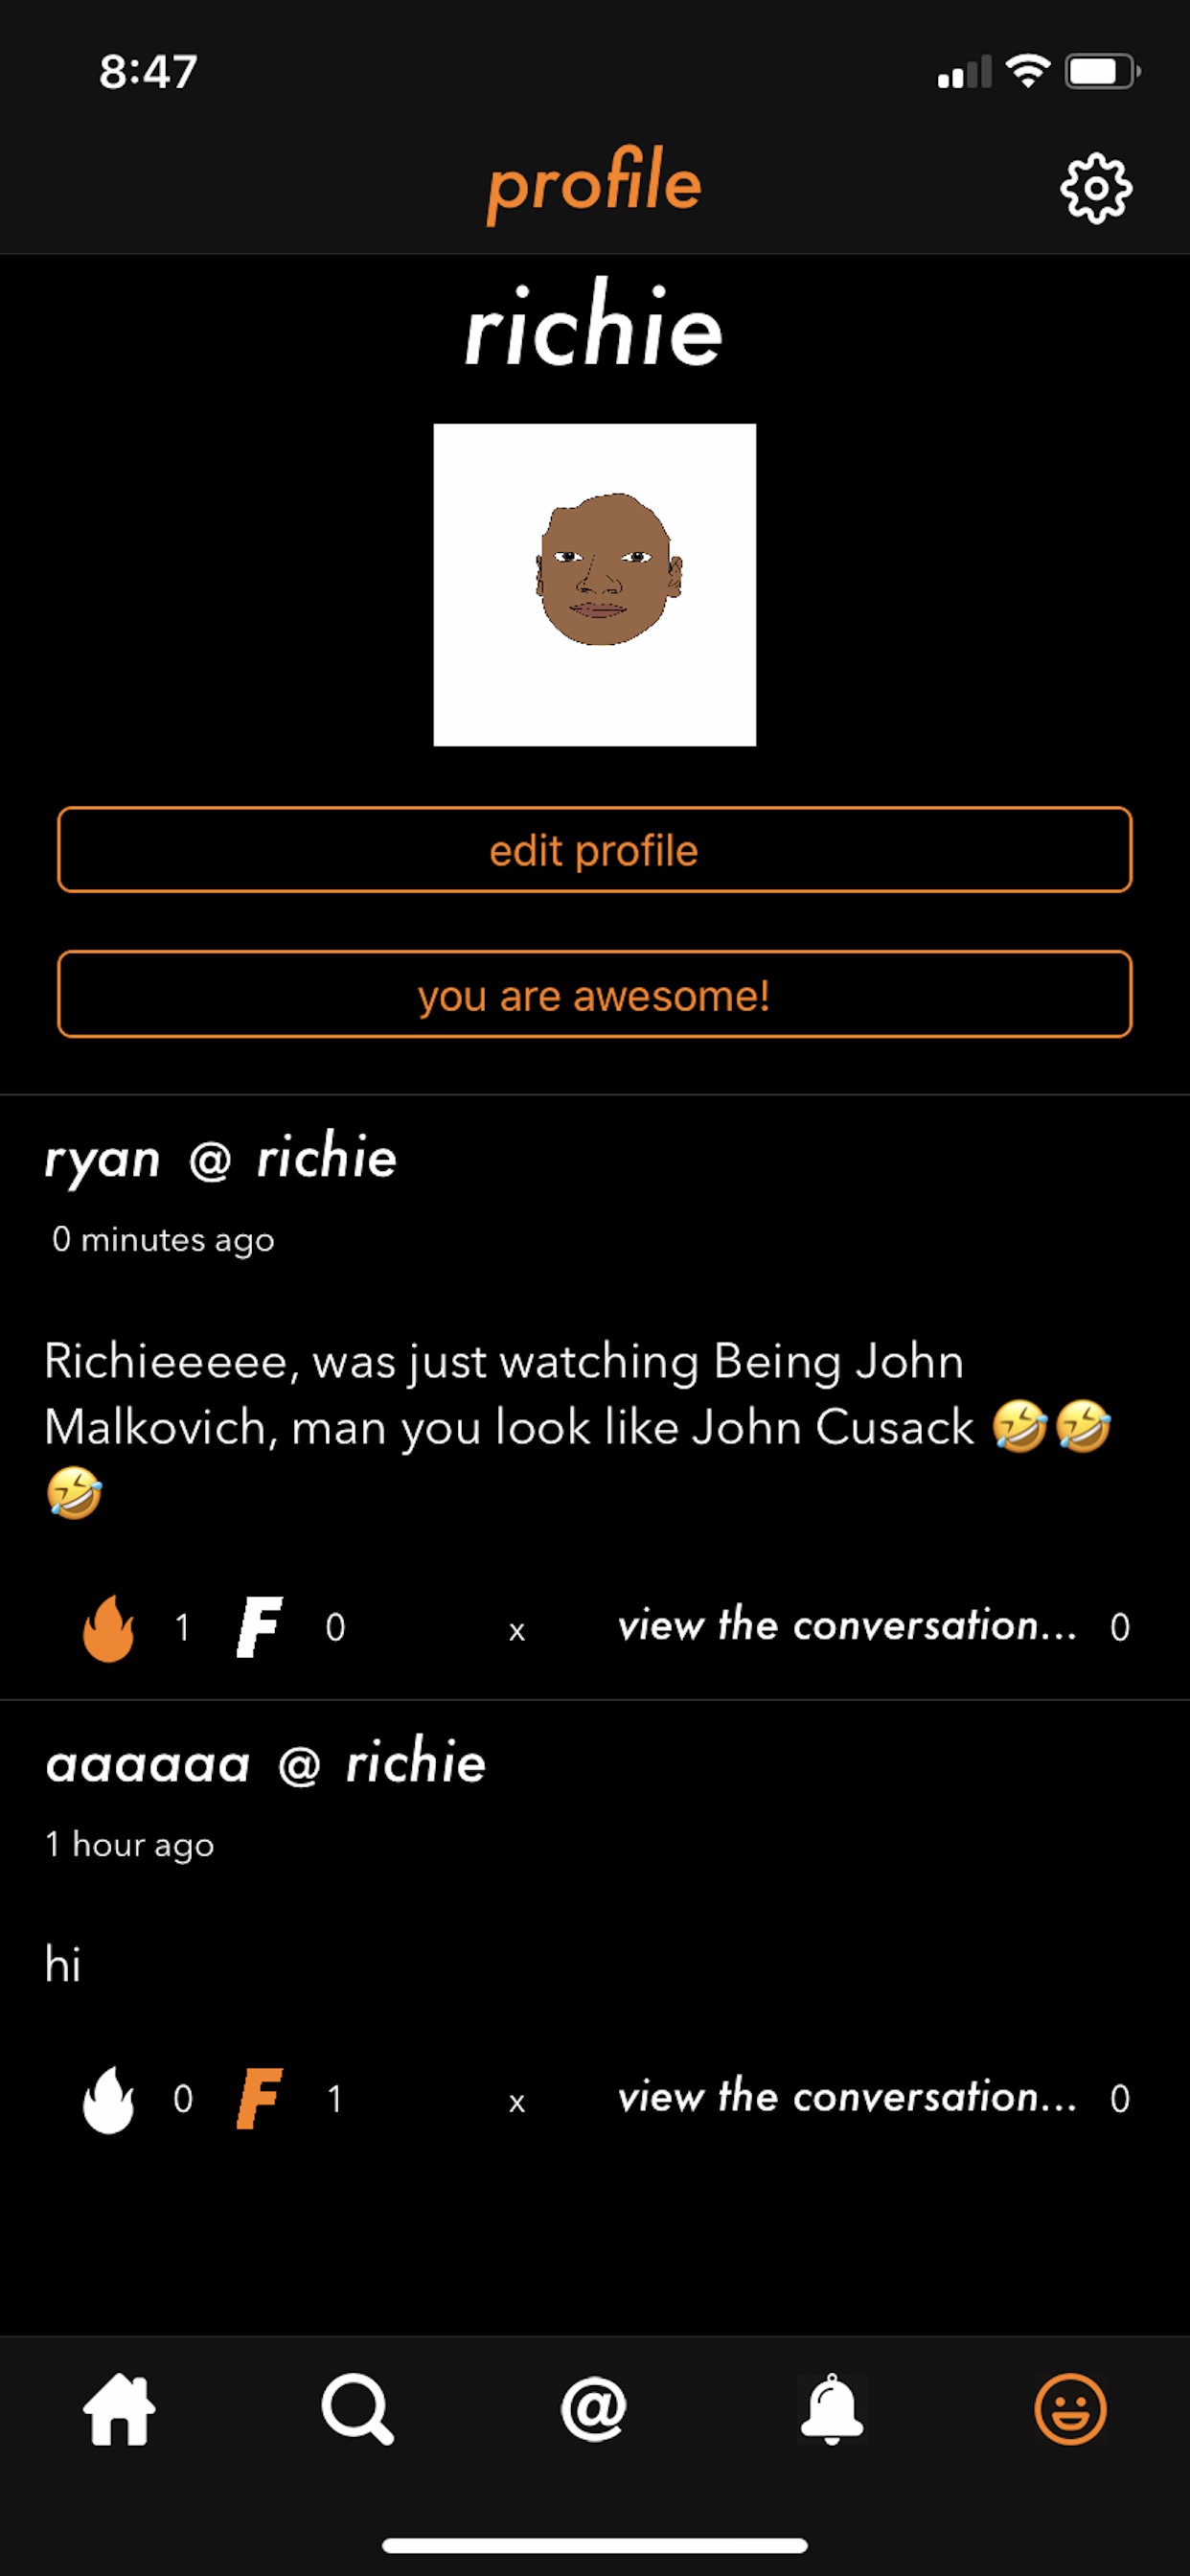 8:47
profile
richie
edit profile
you are awesome!
ryan @ richie
0 minutes ago
Richieeeee, was just watching Being John
Malkovich, man you look like John Cusack 🤣🤣
🤣
1 F 0 x view the conversation... 0
aaaaaa @ richie
1 hour ago
hi
0 F 1 x view the conversation... 0
@